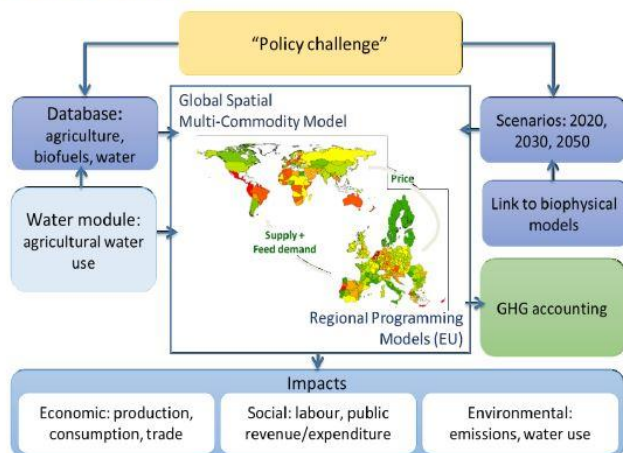 “Policy challenge”
Database:
agriculture,
biofuels, water
Water module:
agricultural water
use
Global Spatial
Multi-Commodity Model
Price
Supply +
Feed demand
Regional Programming
Models (EU)
Scenarios: 2020,
2030, 2050
Link to biophysical
models
GHG accounting
Impacts
Economic: production,
consumption, trade
Social: labour, public
revenue/expenditure
Environmental:
emissions, water use